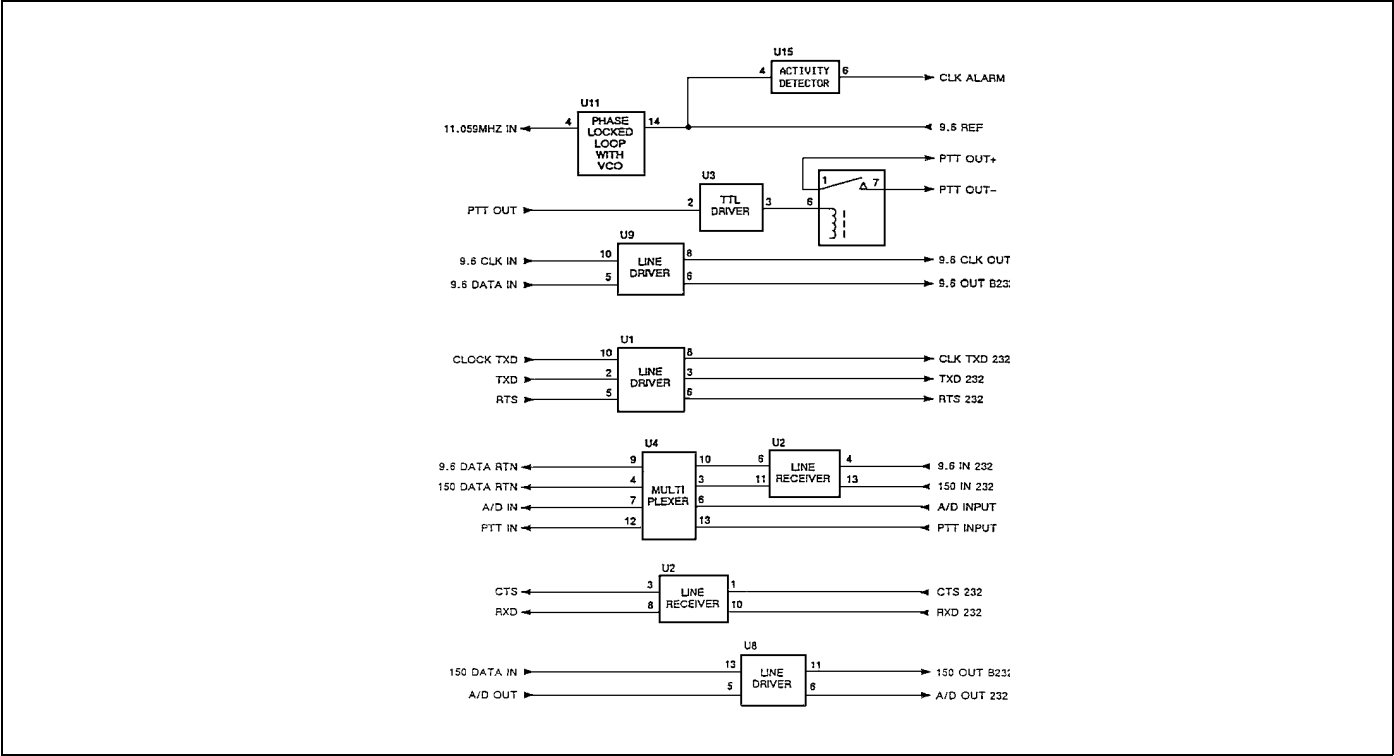 U15
4 ACTIVITY DETECTOR 6
CLK ALARM
U11
11.059MHZ IN
4 PHASE LOCKED LOOP WITH VCO 14
9.6 REF
PTT OUT+
U3
1 7
PTT OUT-
PTT OUT
2 TTL DRIVER 3
6
U9
9.6 CLK IN 10 LINE DRIVER 8 9.6 CLK OUT
9.6 DATA IN 5 6 9.6 OUT B232
U1
CLOCK TXD 10 8 CLK TXD 232
TXD 2 LINE DRIVER 3 TXD 232
RTS 5 6 RTS 232
U4 U2
9.6 DATA RTN 9 10 6 LINE RECEIVER 4 9.6 IN 232
150 DATA RTN 4 MULTI PLEXER 3 11 13 150 IN 232
A/D IN 7 6 A/D INPUT
PTT IN 12 13 PTT INPUT
U2
CTS 3 LINE RECEIVER 1 CTS 232
RXD 8 10 RXD 232
U8
150 DATA IN 13 LINE DRIVER 11 150 OUT B232
A/D OUT 5 6 A/D OUT 232